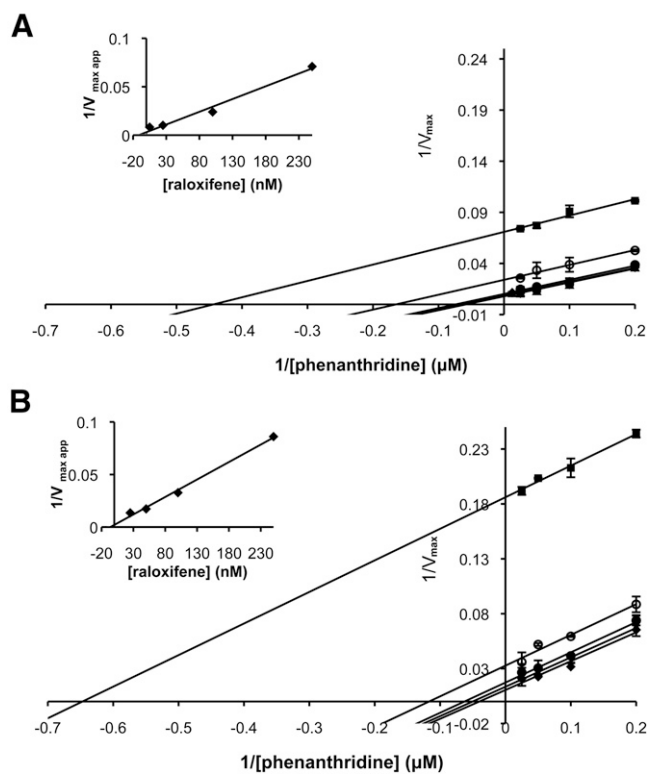 A
0.1
0.05
0
1/Vmax app
-20 30 80 130 180 230
[raloxifene] (nM)
0.24
0.19
0.14
0.09
0.04
-0.01
1/Vmax
-0.7 -0.6 -0.5 -0.4 -0.3 -0.2 -0.1 0 0.1 0.2
1/[phenanthridine] (µM)
B
0.1
0.05
0
1/Vmax app
-20 30 80 130 180 230
[raloxifene] (nM)
0.23
0.18
0.13
0.08
0.03
-0.02
1/Vmax
-0.7 -0.6 -0.5 -0.4 -0.3 -0.2 -0.1 0 0.1 0.2
1/[phenanthridine] (µM)